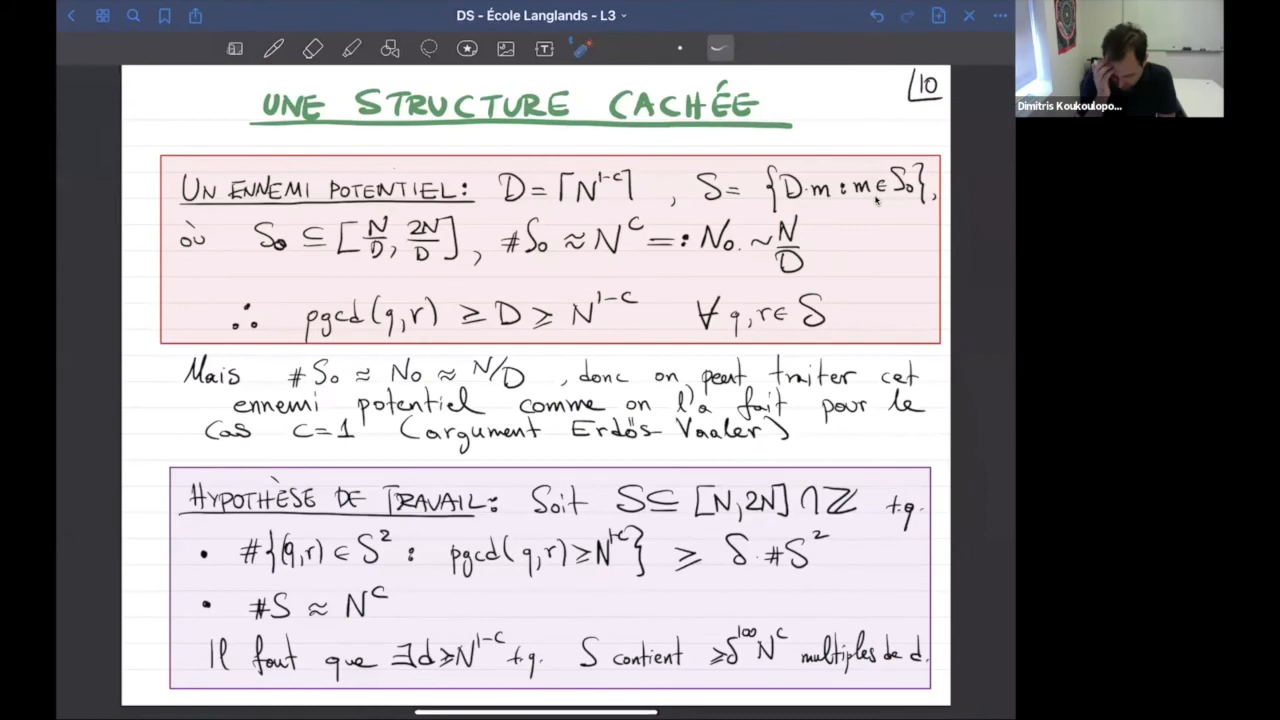 DS - École Langlands - L3
UNE STRUCTURE CACHÉE
10
Dimitris Koukoulopo...
UN ENNEMI POTENTIEL: D = ⌈N^{1-c}⌉, S = {D·m : m ∈ S₀},
où S₀ ⊆ [N/D, 2N/D], #S₀ ≈ N^c =: N₀. ~ N/D
∴ pgcd(q,r) ≥ D ≥ N^{1-c} ∀ q,r ∈ S
Mais #S₀ ≈ N₀ ≈ N/D, donc on peut traiter cet
ennemi potentiel comme on l'a fait pour le
cas c=1 (argument Erdős-Vaaler)
HYPOTHÈSE DE TRAVAIL: Soit S ⊆ [N,2N] ∩ ℤ t.q.
• #{(q,r) ∈ S² : pgcd(q,r) ≥ N^{1-c}} ≥ δ·#S²
• #S ≈ N^c
Il faut que ∃d ≥ N^{1-c} t.q. S contient ≥ δ^{100} N^c multiples de d.